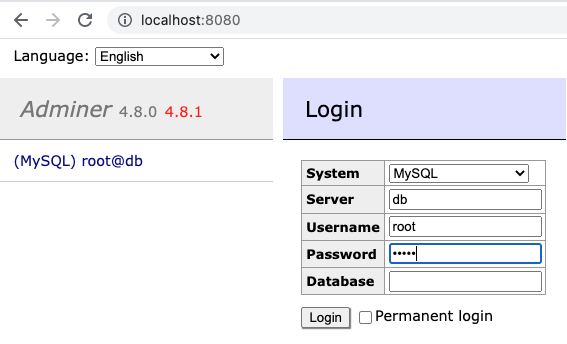 localhost:8080
Language: English
Adminer 4.8.0 4.8.1
(MySQL) root@db
Login
System MySQL
Server db
Username root
Password •••••
Database
Login Permanent login